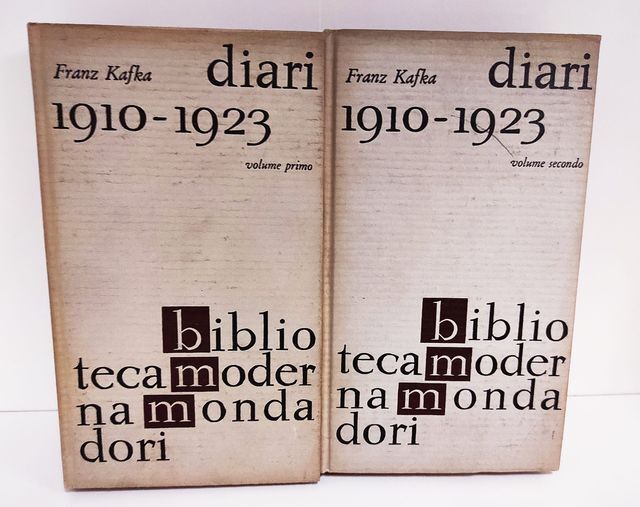 Franz Kafka diari
1910-1923
volume primo
biblio
tecamoder
namonda
dori
Franz Kafka diari
1910-1923
volume secondo
biblio
tecamoder
namonda
dori